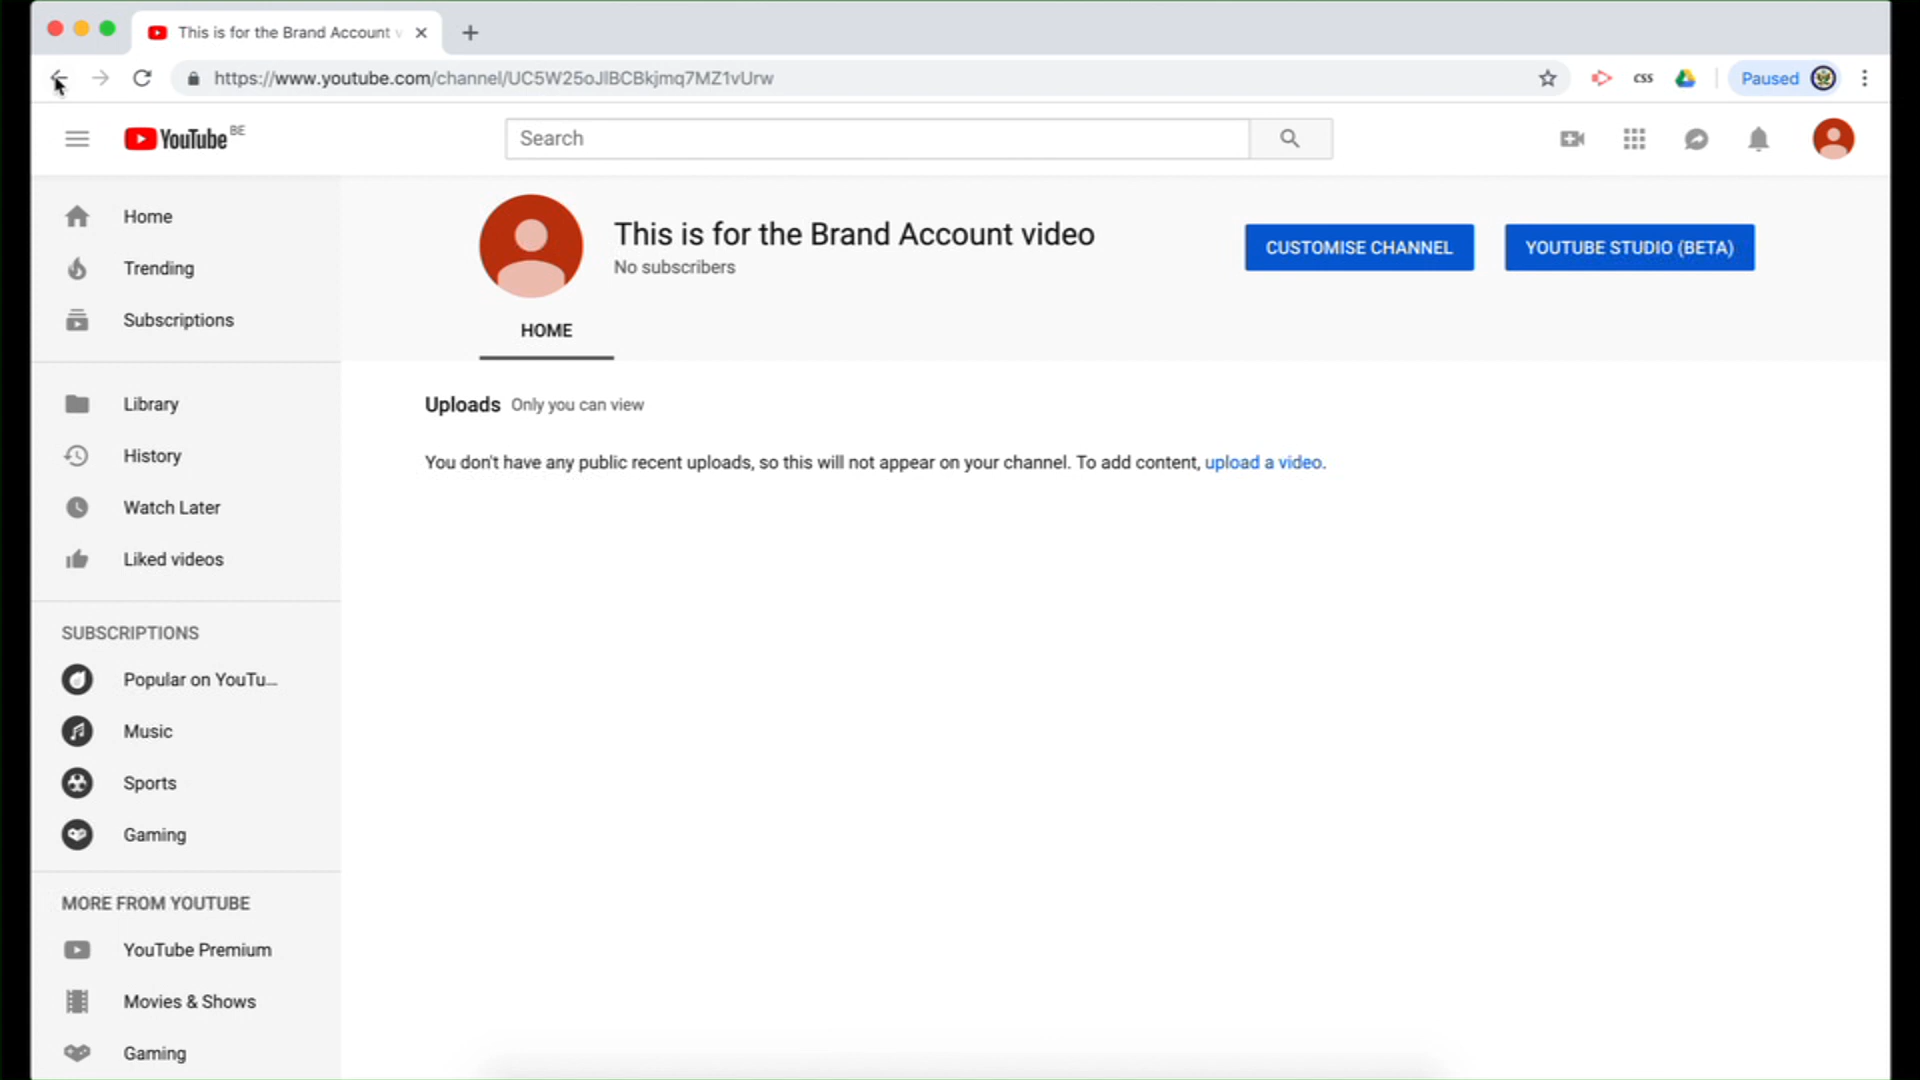 This is for the Brand Account v
https://www.youtube.com/channel/UC5W25oJlBCBkjmq7MZ1vUrw
css
Paused
YouTube BE
Search
Home
Trending
Subscriptions
Library
History
Watch Later
Liked videos
SUBSCRIPTIONS
Popular on YouTu...
Music
Sports
Gaming
MORE FROM YOUTUBE
YouTube Premium
Movies & Shows
Gaming
This is for the Brand Account video
No subscribers
CUSTOMISE CHANNEL
YOUTUBE STUDIO (BETA)
HOME
Uploads Only you can view
You don't have any public recent uploads, so this will not appear on your channel. To add content, upload a video.